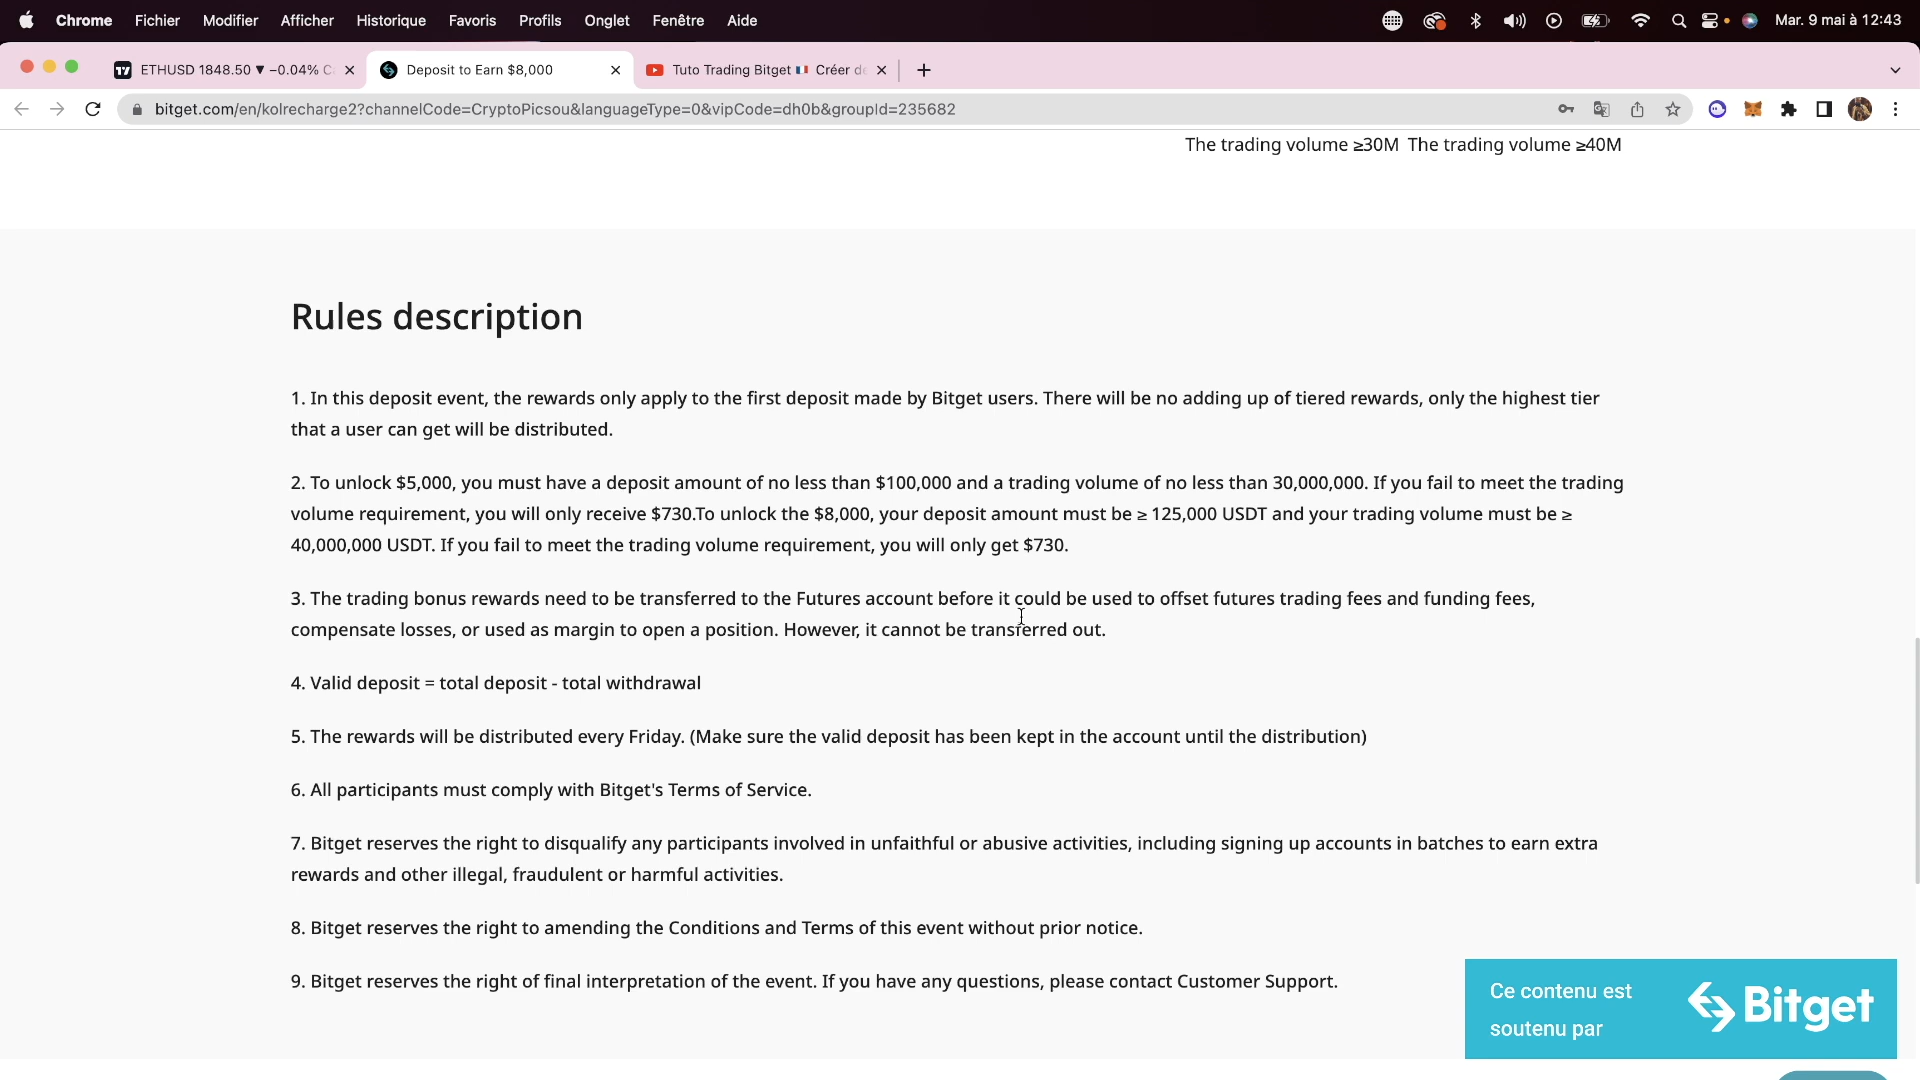 Chrome Fichier Modifier Afficher Historique Favoris Profils Onglet Fenêtre Aide Mar. 9 mai à 12:43
ETHUSD 1848.50 ▼ −0.04% C Deposit to Earn $8,000 Tuto Trading Bitget 🇫🇷 Créer de
bitget.com/en/kolrecharge2?channelCode=CryptoPicsou&languageType=0&vipCode=dh0b&groupId=235682
The trading volume ≥30M The trading volume ≥40M
Rules description
1. In this deposit event, the rewards only apply to the first deposit made by Bitget users. There will be no adding up of tiered rewards, only the highest tier
that a user can get will be distributed.
2. To unlock $5,000, you must have a deposit amount of no less than $100,000 and a trading volume of no less than 30,000,000. If you fail to meet the trading
volume requirement, you will only receive $730.To unlock the $8,000, your deposit amount must be ≥ 125,000 USDT and your trading volume must be ≥
40,000,000 USDT. If you fail to meet the trading volume requirement, you will only get $730.
3. The trading bonus rewards need to be transferred to the Futures account before it could be used to offset futures trading fees and funding fees,
compensate losses, or used as margin to open a position. However, it cannot be transferred out.
4. Valid deposit = total deposit - total withdrawal
5. The rewards will be distributed every Friday. (Make sure the valid deposit has been kept in the account until the distribution)
6. All participants must comply with Bitget's Terms of Service.
7. Bitget reserves the right to disqualify any participants involved in unfaithful or abusive activities, including signing up accounts in batches to earn extra
rewards and other illegal, fraudulent or harmful activities.
8. Bitget reserves the right to amending the Conditions and Terms of this event without prior notice.
9. Bitget reserves the right of final interpretation of the event. If you have any questions, please contact Customer Support.
Ce contenu est
soutenu par
Bitget